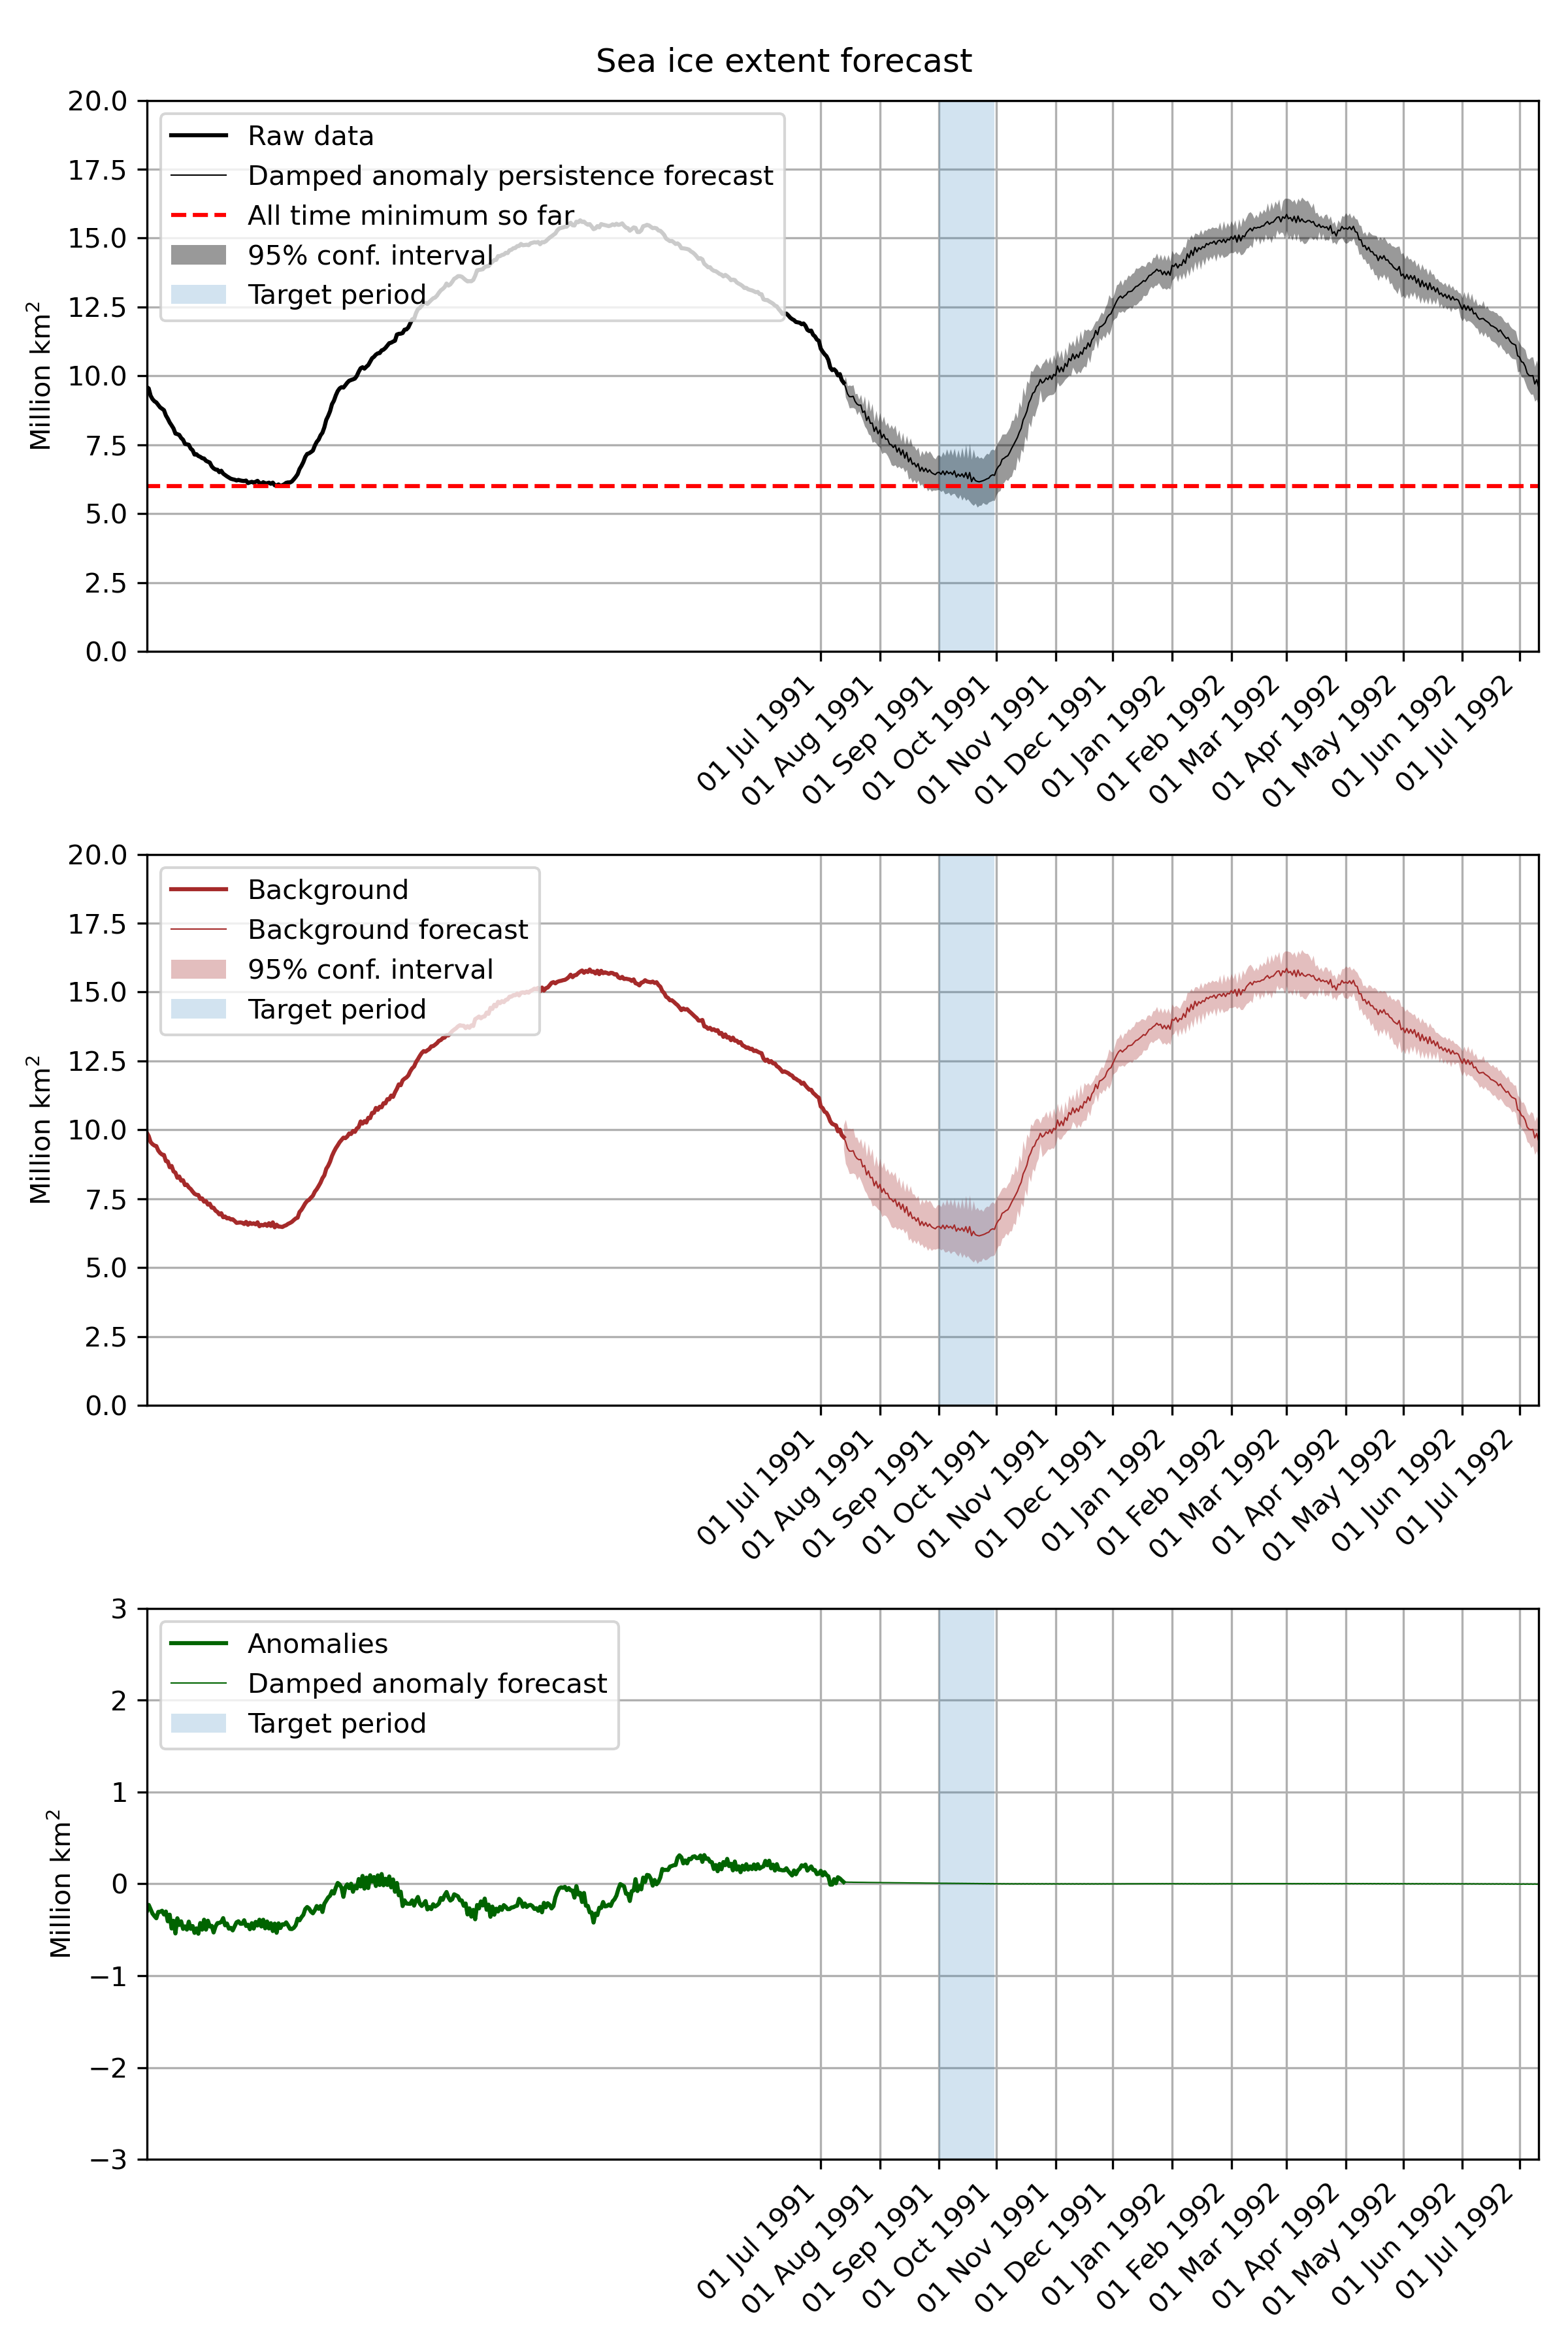 Sea ice extent forecast
20.0
17.5
15.0
12.5
10.0
7.5
5.0
2.5
0.0
Million km²
Raw data
Damped anomaly persistence forecast
All time minimum so far
95% conf. interval
Target period
01 Jul 1991
01 Aug 1991
01 Sep 1991
01 Oct 1991
01 Nov 1991
01 Dec 1991
01 Jan 1992
01 Feb 1992
01 Mar 1992
01 Apr 1992
01 May 1992
01 Jun 1992
01 Jul 1992
20.0
17.5
15.0
12.5
10.0
7.5
5.0
2.5
0.0
Million km²
Background
Background forecast
95% conf. interval
Target period
01 Jul 1991
01 Aug 1991
01 Sep 1991
01 Oct 1991
01 Nov 1991
01 Dec 1991
01 Jan 1992
01 Feb 1992
01 Mar 1992
01 Apr 1992
01 May 1992
01 Jun 1992
01 Jul 1992
3
2
1
0
−1
−2
−3
Million km²
Anomalies
Damped anomaly forecast
Target period
01 Jul 1991
01 Aug 1991
01 Sep 1991
01 Oct 1991
01 Nov 1991
01 Dec 1991
01 Jan 1992
01 Feb 1992
01 Mar 1992
01 Apr 1992
01 May 1992
01 Jun 1992
01 Jul 1992